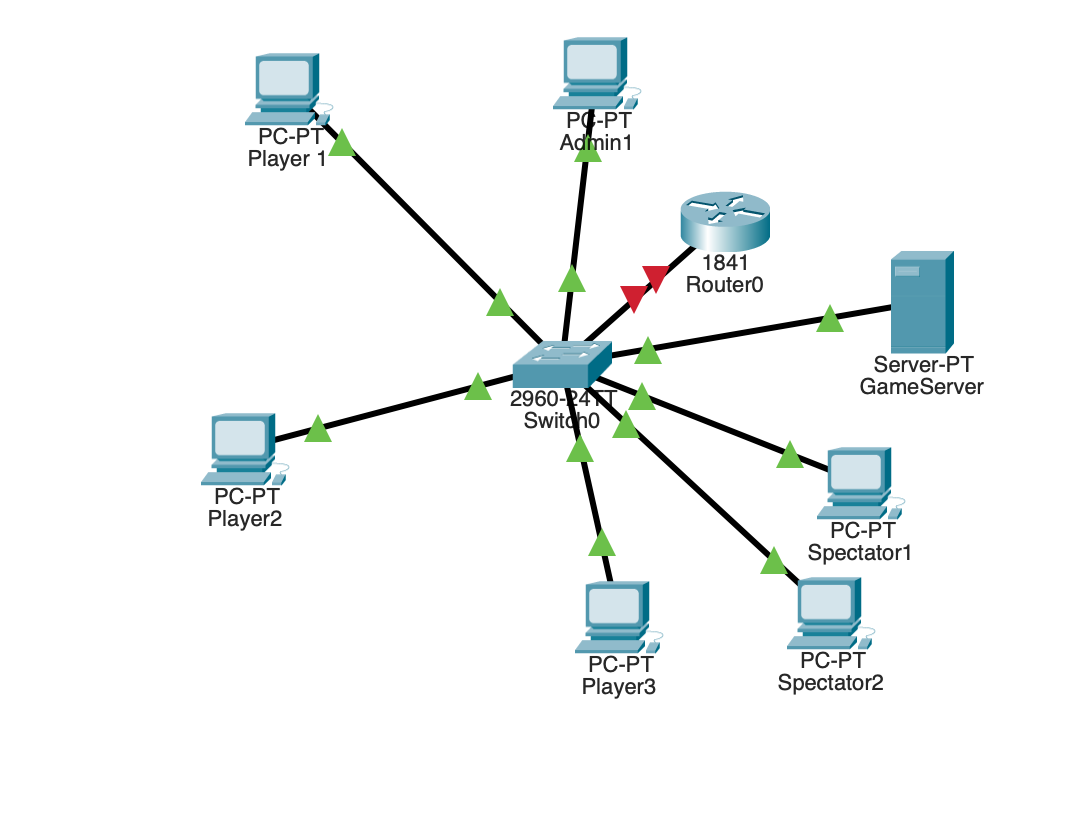 PC-PT
Player 1
PC-PT
Admin1
1841
Router0
Server-PT
GameServer
2960-24TT
Switch0
PC-PT
Player2
PC-PT
Spectator1
PC-PT
Player3
PC-PT
Spectator2